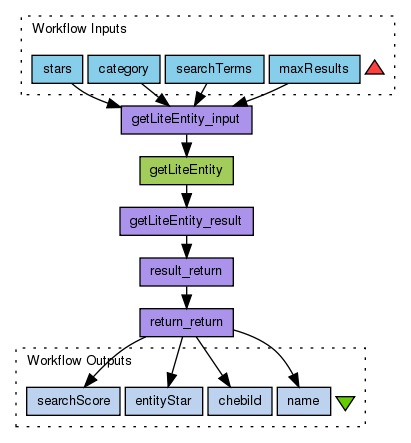 Workflow Inputs
stars category searchTerms maxResults
getLiteEntity_input
getLiteEntity
getLiteEntity_result
result_return
return_return
Workflow Outputs
searchScore entityStar chebiId name